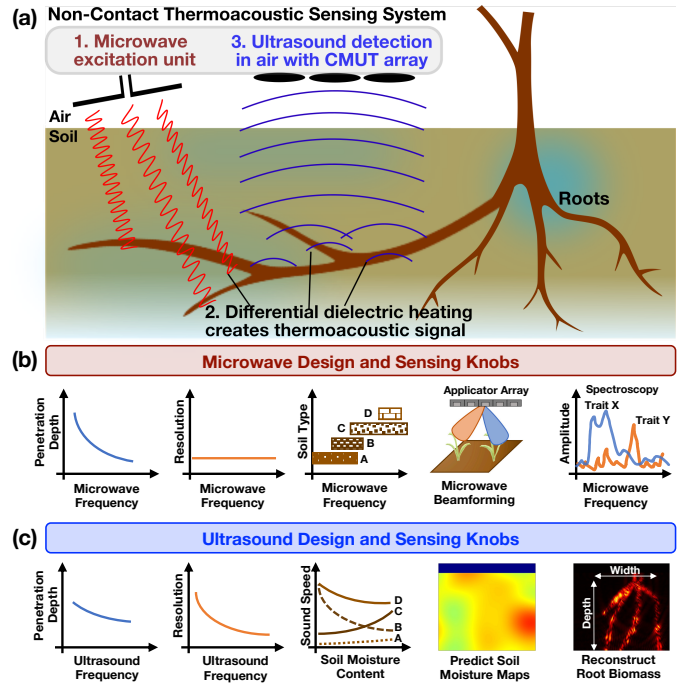 (a)
Non-Contact Thermoacoustic Sensing System
1. Microwave
excitation unit
3. Ultrasound detection
in air with CMUT array
Air
Soil
Roots
2. Differential dielectric heating
creates thermoacoustic signal
(b)
Microwave Design and Sensing Knobs
Penetration
Depth
Microwave
Frequency
Resolution
Microwave
Frequency
Soil Type
D
C
B
A
Microwave
Frequency
Applicator Array
Microwave
Beamforming
Spectroscopy
Amplitude
Trait X
Trait Y
Microwave
Frequency
(c)
Ultrasound Design and Sensing Knobs
Penetration
Depth
Ultrasound
Frequency
Resolution
Ultrasound
Frequency
Sound Speed
D
C
B
A
Soil Moisture
Content
Predict Soil
Moisture Maps
Width
Depth
Reconstruct
Root Biomass